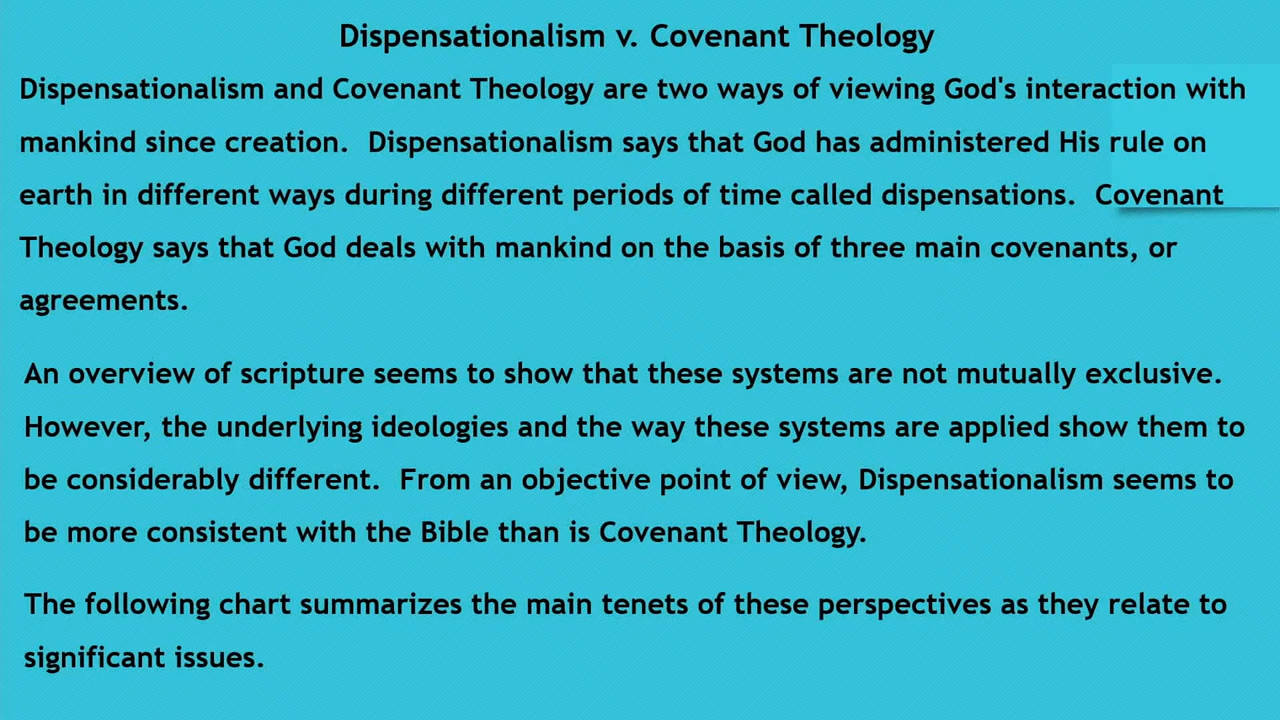 Dispensationalism v. Covenant Theology
Dispensationalism and Covenant Theology are two ways of viewing God's interaction with
mankind since creation.  Dispensationalism says that God has administered His rule on
earth in different ways during different periods of time called dispensations.  Covenant
Theology says that God deals with mankind on the basis of three main covenants, or
agreements.
An overview of scripture seems to show that these systems are not mutually exclusive.
However, the underlying ideologies and the way these systems are applied show them to
be considerably different.  From an objective point of view, Dispensationalism seems to
be more consistent with the Bible than is Covenant Theology.
The following chart summarizes the main tenets of these perspectives as they relate to
significant issues.